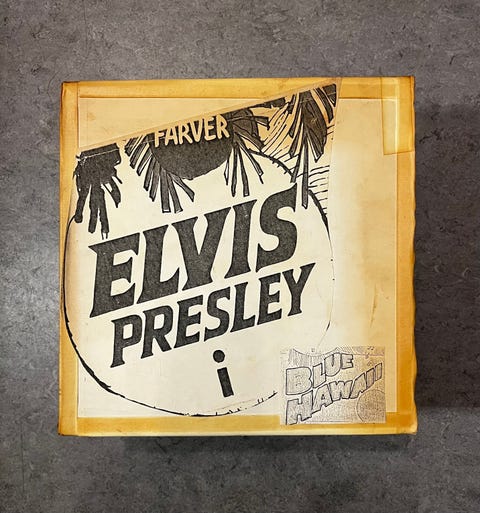 FARVER
ELVIS
PRESLEY
i
BLUE
HAWAII